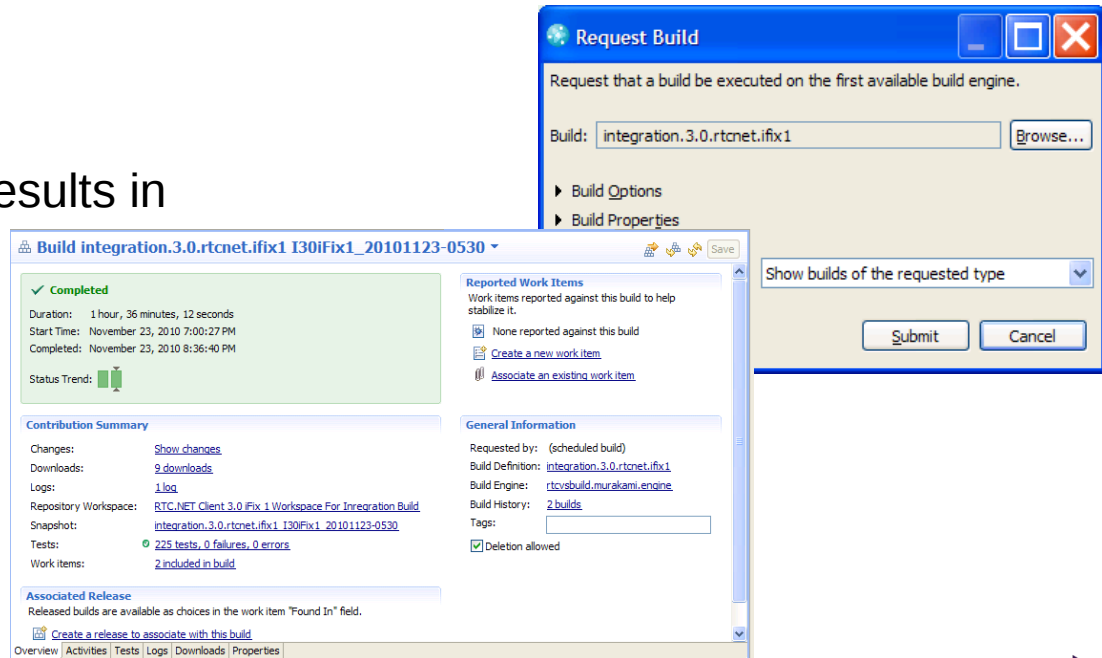 Request Build
Request that a build be executed on the first available build engine.
Build: integration.3.0.rtcnet.ifix1 Browse...
Build Options
Build Properties
Show builds of the requested type
Submit Cancel
esults in
Build integration.3.0.rtcnet.ifix1 I30iFix1_20101123-0530 Save
Completed
Duration: 1 hour, 36 minutes, 12 seconds
Start Time: November 23, 2010 7:00:27 PM
Completed: November 23, 2010 8:36:40 PM
Status Trend:
Reported Work Items
Work items reported against this build to help
stabilize it.
None reported against this build
Create a new work item
Associate an existing work item
Contribution Summary
Changes: Show changes
Downloads: 9 downloads
Logs: 1 log
Repository Workspace: RTC.NET Client 3.0 iFix 1 Workspace For Inregration Build
Snapshot: integration.3.0.rtcnet.ifix1 I30iFix1 20101123-0530
Tests: 225 tests, 0 failures, 0 errors
Work items: 2 included in build
General Information
Requested by: (scheduled build)
Build Definition: integration.3.0.rtcnet.ifix1
Build Engine: rtcvsbuild.murakami.engine
Build History: 2 builds
Tags:
Deletion allowed
Associated Release
Released builds are available as choices in the work item "Found In" field.
Create a release to associate with this build
Overview Activities Tests Logs Downloads Properties